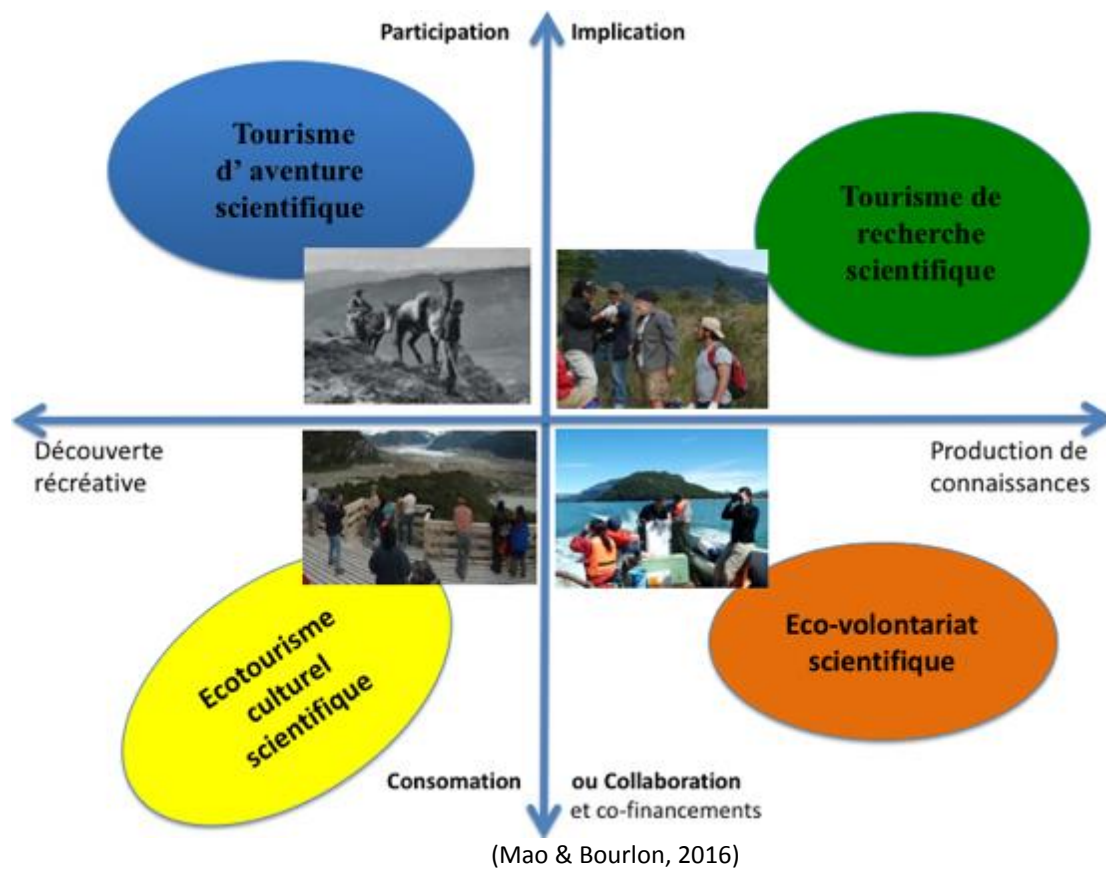 Participation
Implication
Tourisme
d' aventure
scientifique
Tourisme de
recherche
scientifique
Découverte
récréative
Production de
connaissances
Ecotourisme
culturel
scientifique
Eco-volontariat
scientifique
Consomation
ou Collaboration
et co-financements
(Mao & Bourlon, 2016)